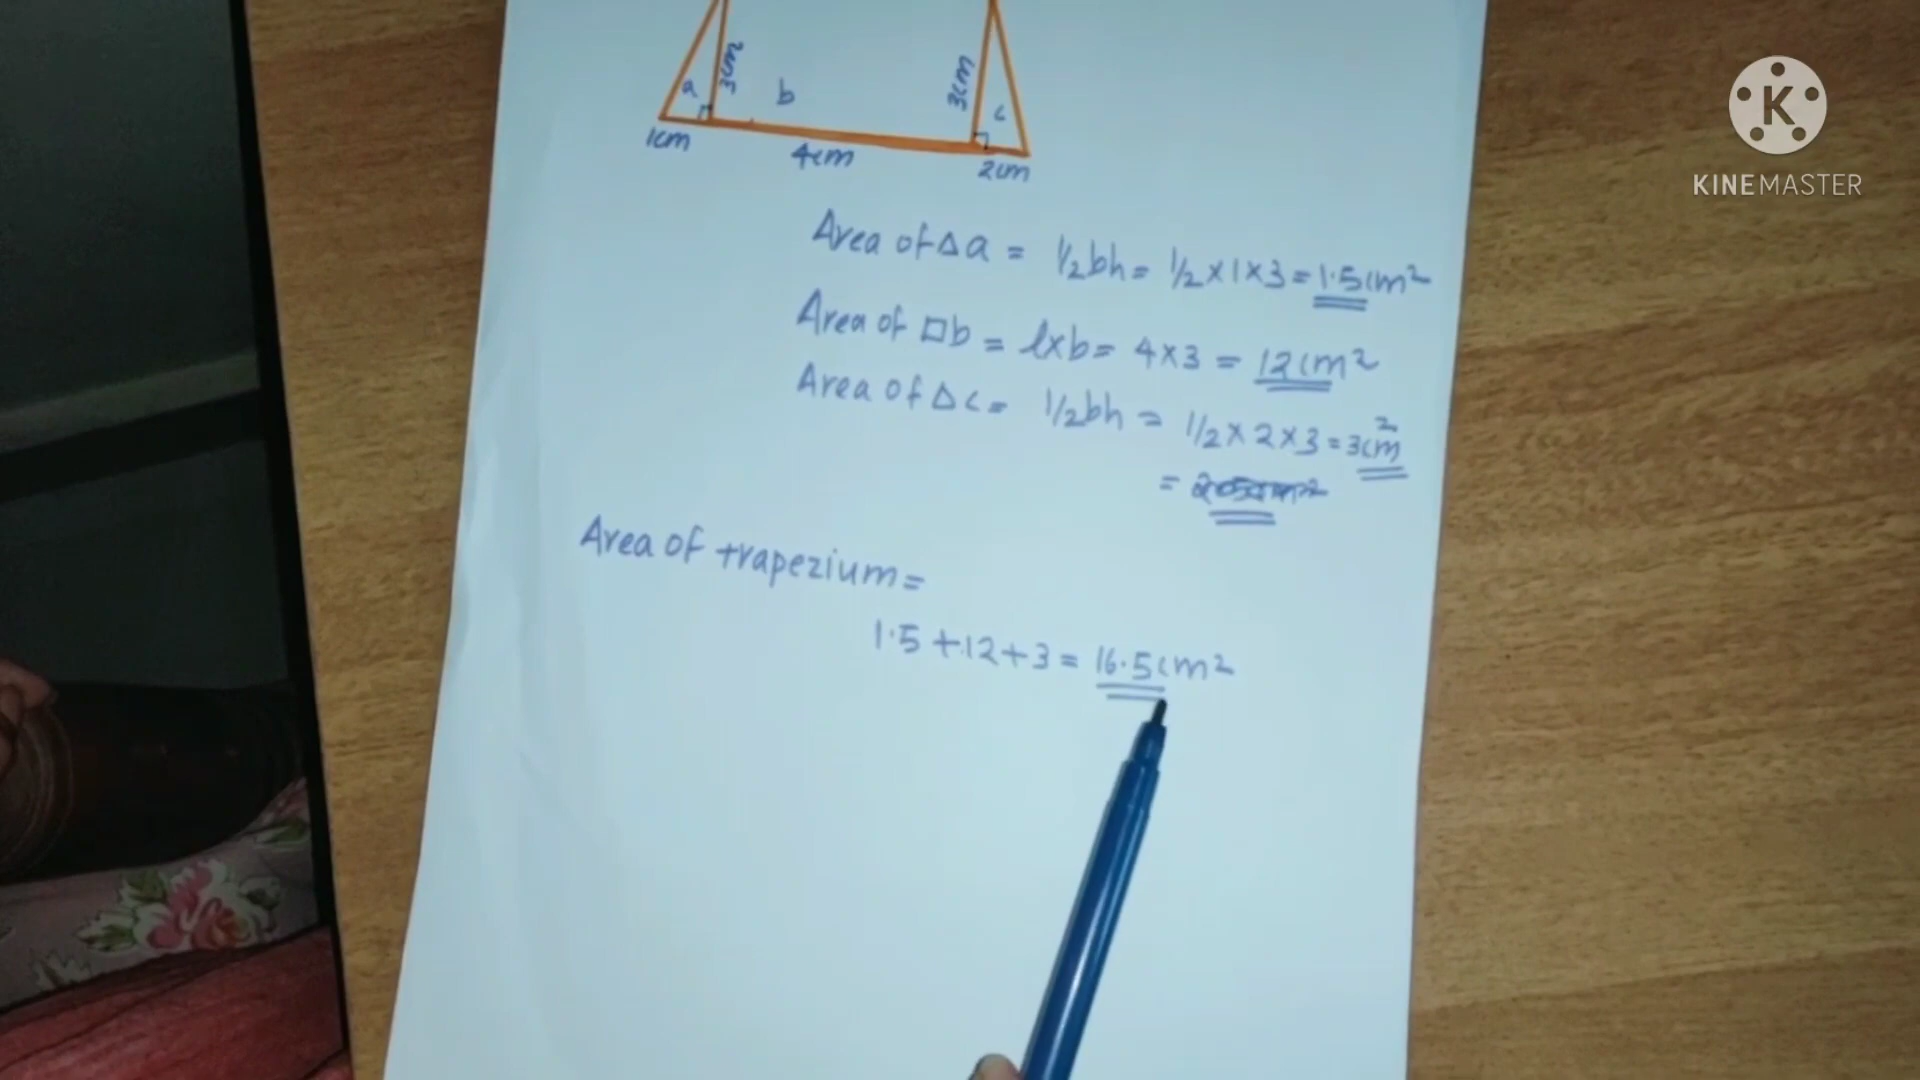 3cm
3cm
a
b
c
1cm
4cm
2cm
Area of △a = 1/2bh = 1/2 × 1 × 3 = 1.5cm²
Area of ▭b = l×b = 4×3 = 12cm²
Area of △c = 1/2bh = 1/2 × 2 × 3 = 3cm²
=
Area of trapezium =
1.5 + 12 + 3 = 16.5cm²
K
KINEMASTER